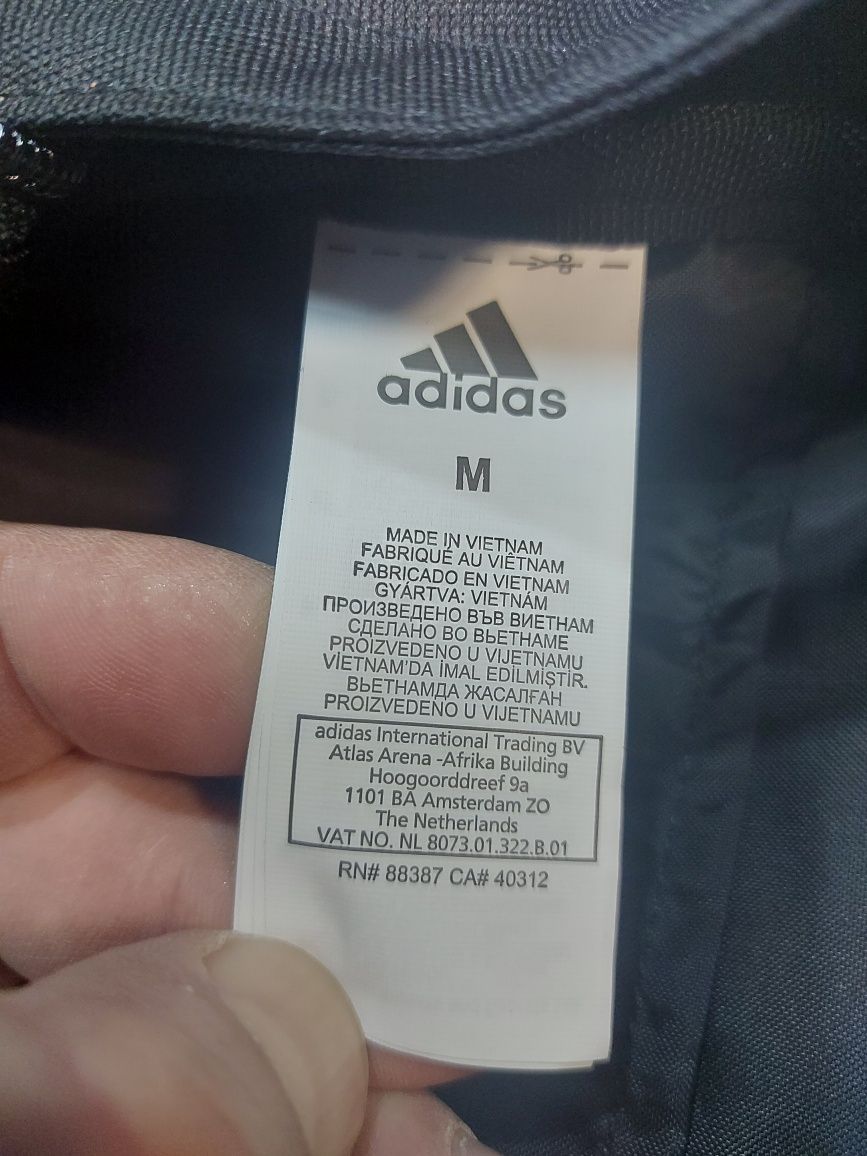 adidas
M
MADE IN VIETNAM
FABRIQUÉ AU VIÊTNAM
FABRICADO EN VIETNAM
GYÁRTVA: VIETNÁM
ПРОИЗВЕДЕНО ВЪВ ВИЕТНАМ
СДЕЛАНО ВО ВЬЕТНАМЕ
PROIZVEDENO U VIJETNAMU
VİETNAM'DA İMAL EDİLMİŞTİR.
ВЬЕТНАМДА ЖАСАЛҒАН
PROIZVEDENO U VIJETNAMU
adidas International Trading BV
Atlas Arena -Afrika Building
Hoogoorddreef 9a
1101 BA Amsterdam ZO
The Netherlands
VAT NO. NL 8073.01.322.B.01
RN# 88387 CA# 40312